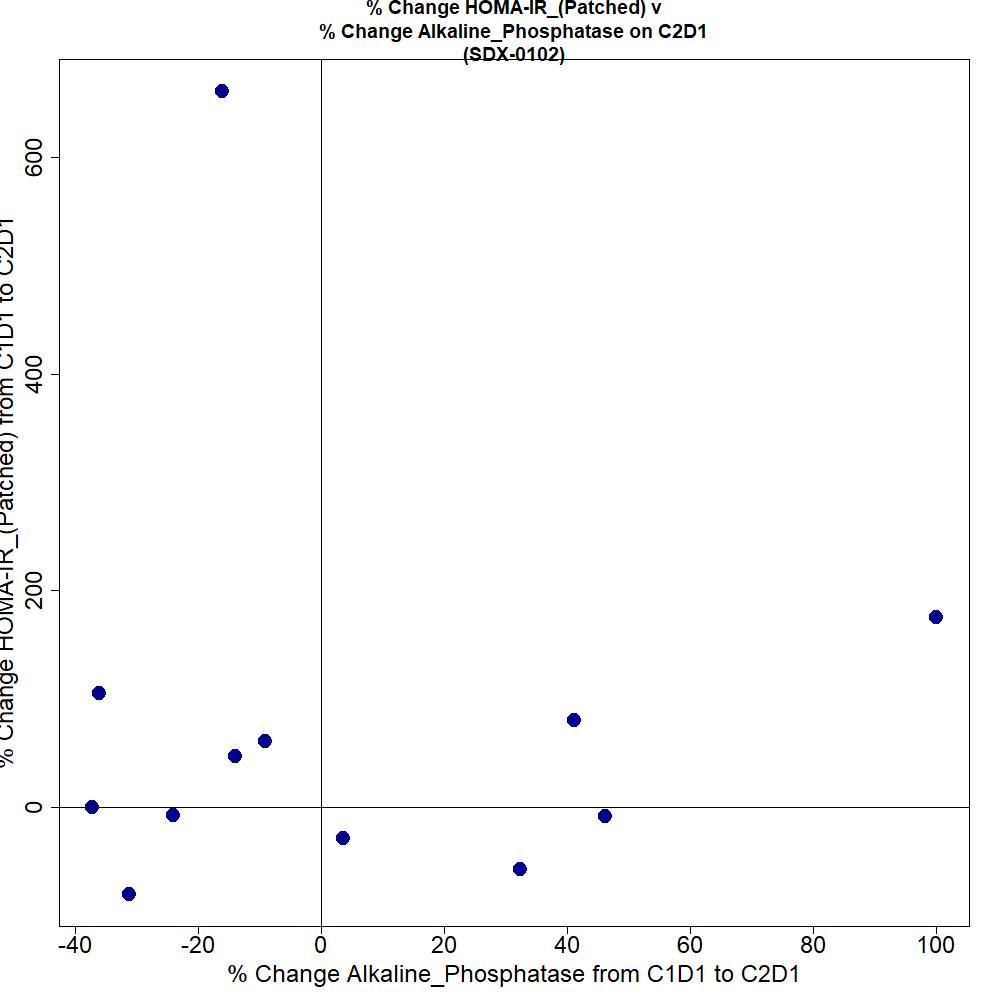 % Change HOMA-IR_(Patched) v
% Change Alkaline_Phosphatase on C2D1
(SDX-0102)
% Change HOMA-IR_(Patched) from C1D1 to C2D1
600
400
200
0
-40 -20 0 20 40 60 80 100
% Change Alkaline_Phosphatase from C1D1 to C2D1